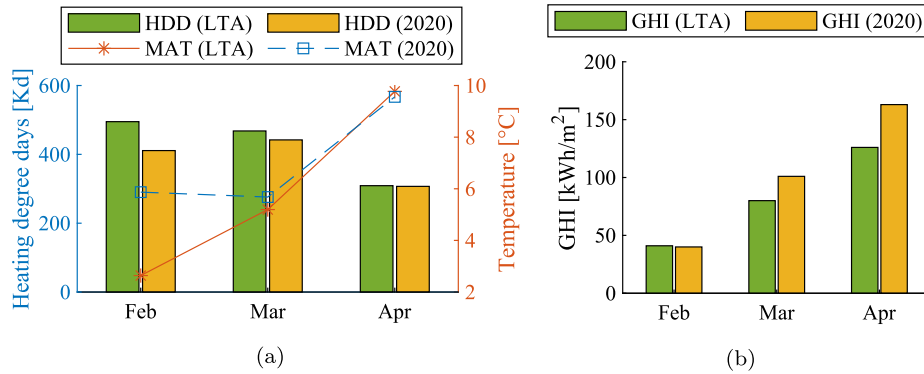 HDD (LTA) HDD (2020)
MAT (LTA) MAT (2020)
Heating degree days [Kd]
600
400
200
0
Temperature [°C]
10
8
6
4
2
Feb Mar Apr
(a)
GHI (LTA) GHI (2020)
GHI [kWh/m²]
200
150
100
50
0
Feb Mar Apr
(b)